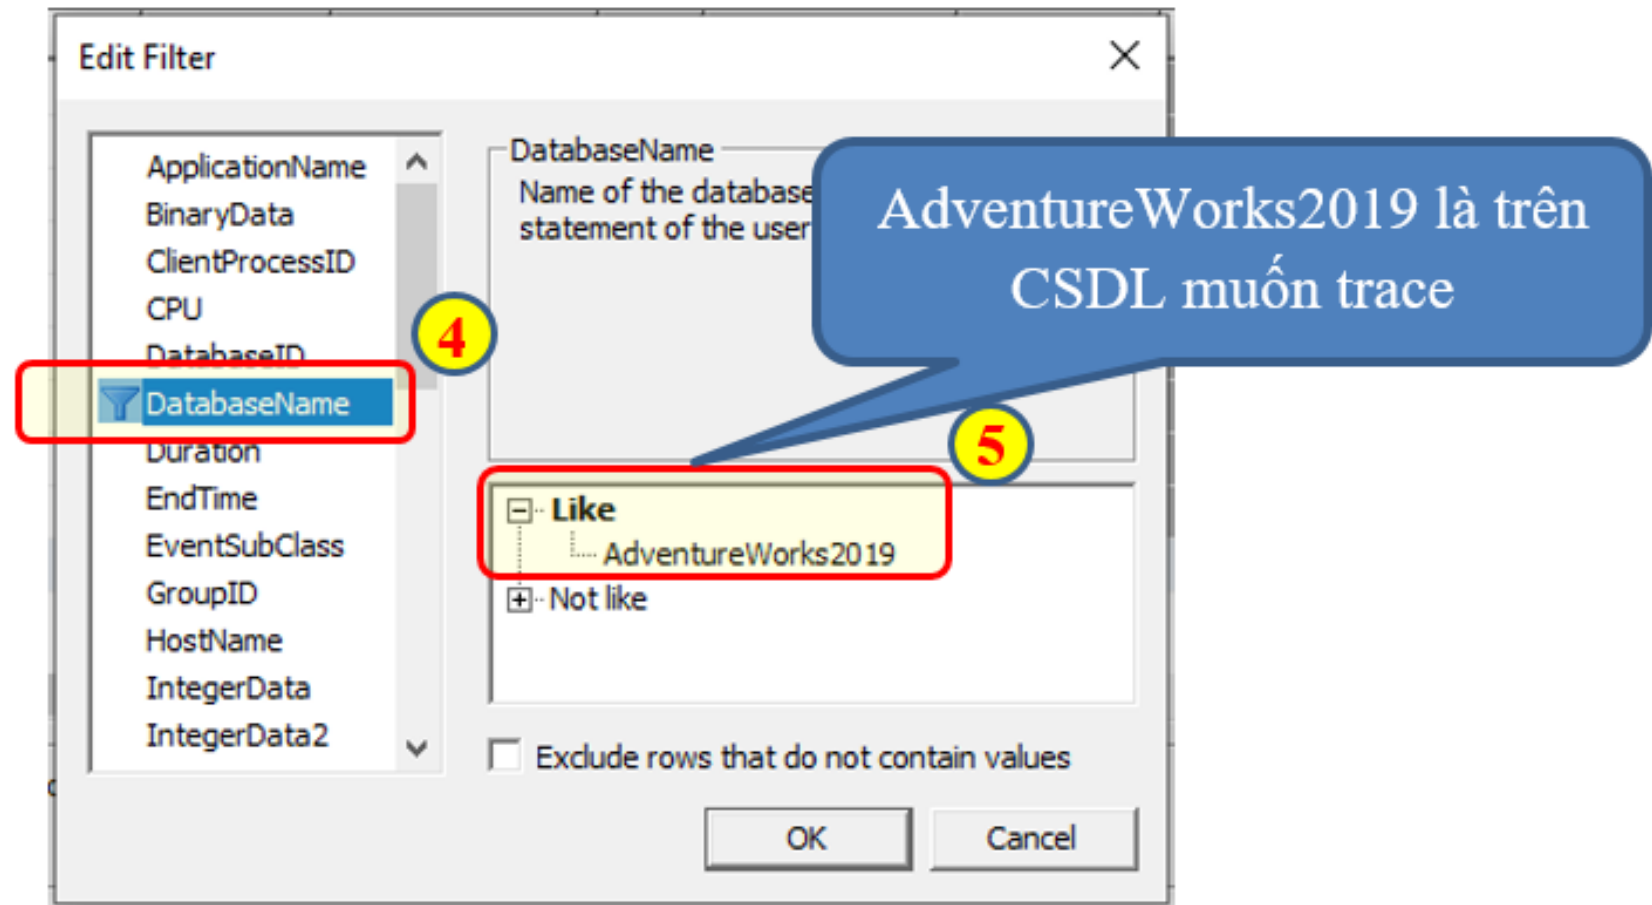 Edit Filter
ApplicationName
BinaryData
ClientProcessID
CPU
DatabaseID
DatabaseName
Duration
EndTime
EventSubClass
GroupID
HostName
IntegerData
IntegerData2
4
DatabaseName
Name of the database
statement of the user
AdventureWorks2019 là trên
CSDL muốn trace
5
Like
AdventureWorks2019
Not like
Exclude rows that do not contain values
OK
Cancel